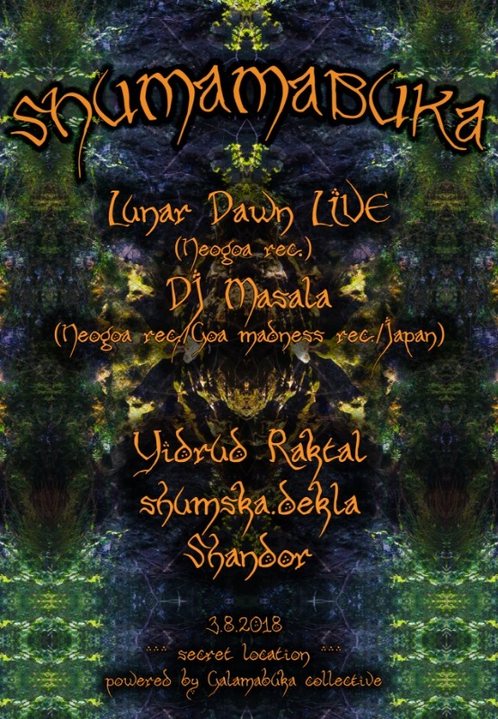 shumamabuka
Lunar Dawn LIVE
(Neogoa rec.)
DJ Masala
(Neogoa rec./Goa madness rec./Japan)
Yidrud Raktal
shumska.dekla
Shandor
3.8.2018
*** secret location ***
powered by Galamabuka collective